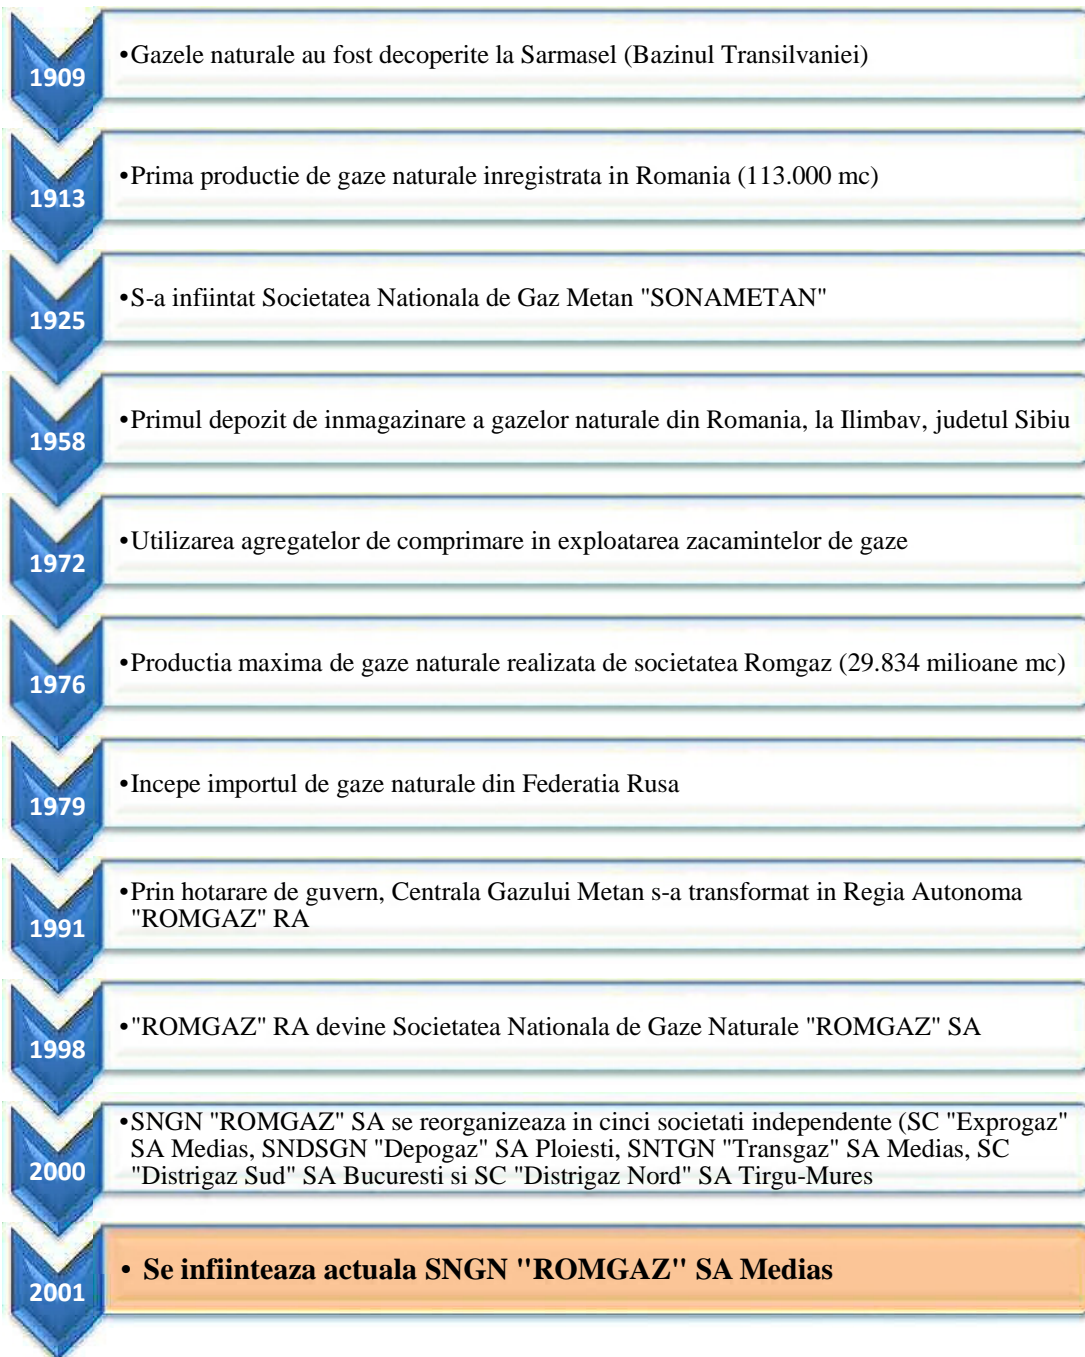 1909
•Gazele naturale au fost decoperite la Sarmasel (Bazinul Transilvaniei)
1913
•Prima productie de gaze naturale inregistrata in Romania (113.000 mc)
1925
•S-a infiintat Societatea Nationala de Gaz Metan "SONAMETAN"
1958
•Primul depozit de inmagazinare a gazelor naturale din Romania, la Ilimbav, judetul Sibiu
1972
•Utilizarea agregatelor de comprimare in exploatarea zacamintelor de gaze
1976
•Productia maxima de gaze naturale realizata de societatea Romgaz (29.834 milioane mc)
1979
•Incepe importul de gaze naturale din Federatia Rusa
1991
•Prin hotarare de guvern, Centrala Gazului Metan s-a transformat in Regia Autonoma
"ROMGAZ" RA
1998
•"ROMGAZ" RA devine Societatea Nationala de Gaze Naturale "ROMGAZ" SA
2000
•SNGN "ROMGAZ" SA se reorganizeaza in cinci societati independente (SC "Exprogaz"
SA Medias, SNDSGN "Depogaz" SA Ploiesti, SNTGN "Transgaz" SA Medias, SC
"Distrigaz Sud" SA Bucuresti si SC "Distrigaz Nord" SA Tirgu-Mures
2001
• Se infiinteaza actuala SNGN "ROMGAZ" SA Medias